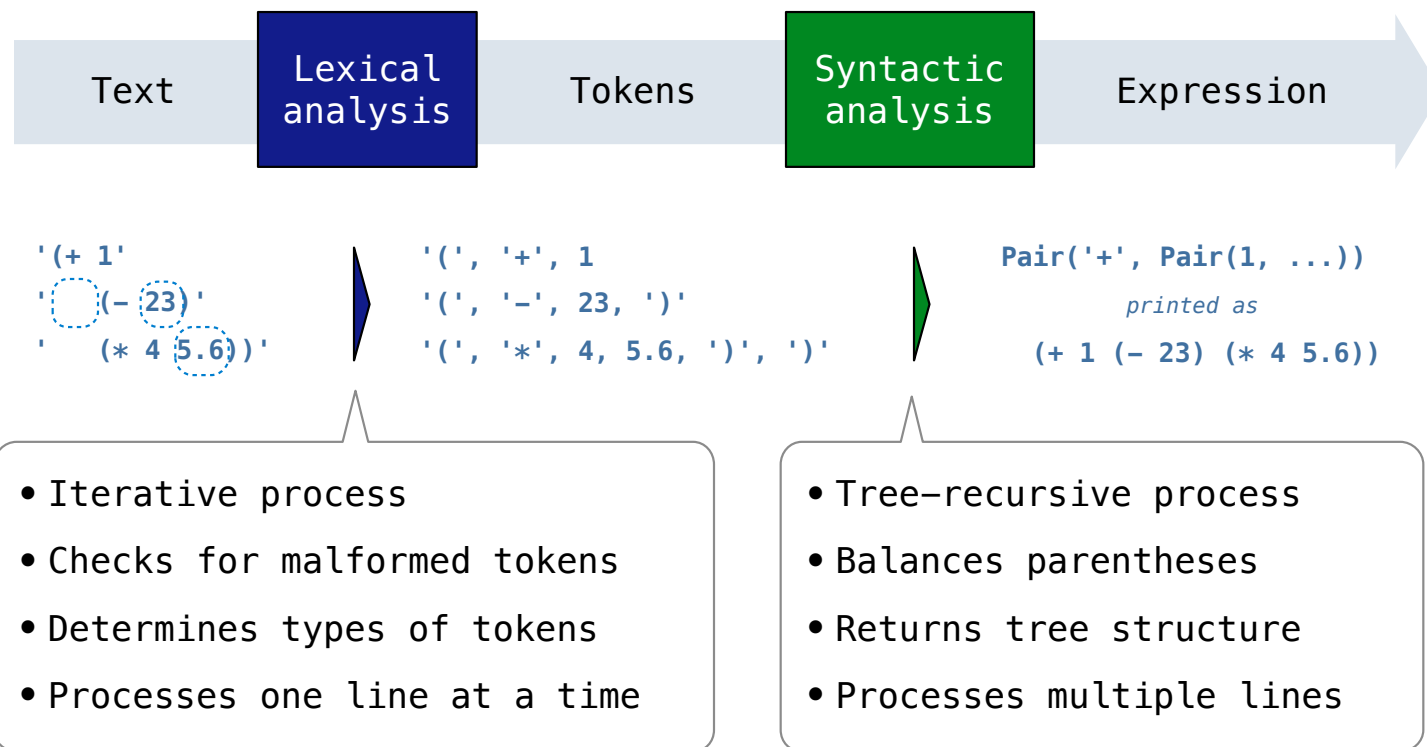 Text
Lexical
analysis
Tokens
Syntactic
analysis
Expression
'(+ 1'
'   (- 23)'
'   (* 4 5.6))'
'(', '+', 1
'(', '-', 23, ')'
'(', '*', 4, 5.6, ')', ')'
Pair('+', Pair(1, ...))
printed as
(+ 1 (- 23) (* 4 5.6))
• Iterative process
• Checks for malformed tokens
• Determines types of tokens
• Processes one line at a time
• Tree-recursive process
• Balances parentheses
• Returns tree structure
• Processes multiple lines